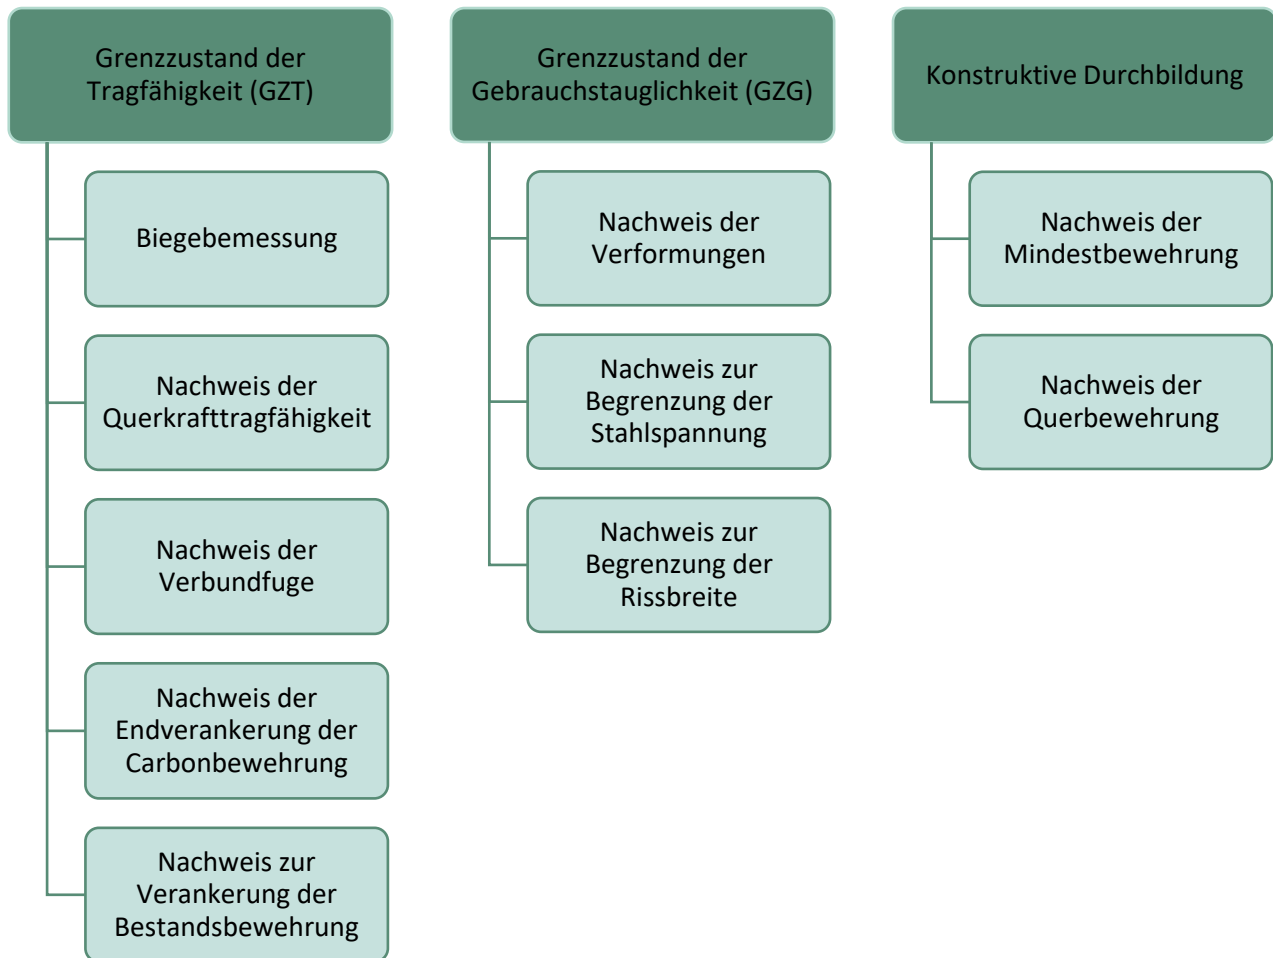 Grenzzustand der
Tragfähigkeit (GZT)
Biegebemessung
Nachweis der
Querkrafttragfähigkeit
Nachweis der
Verbundfuge
Nachweis der
Endverankerung der
Carbonbewehrung
Nachweis zur
Verankerung der
Bestandsbewehrung
Grenzzustand der
Gebrauchstauglichkeit (GZG)
Nachweis der
Verformungen
Nachweis zur
Begrenzung der
Stahlspannung
Nachweis zur
Begrenzung der
Rissbreite
Konstruktive Durchbildung
Nachweis der
Mindestbewehrung
Nachweis der
Querbewehrung